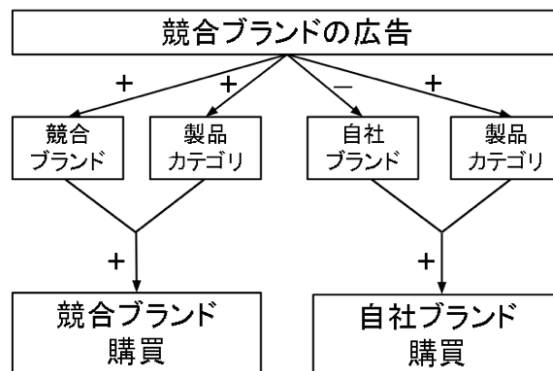 競合ブランドの広告
+ + − +
競合
ブランド
製品
カテゴリ
自社
ブランド
製品
カテゴリ
+ +
競合ブランド
購買
自社ブランド
購買